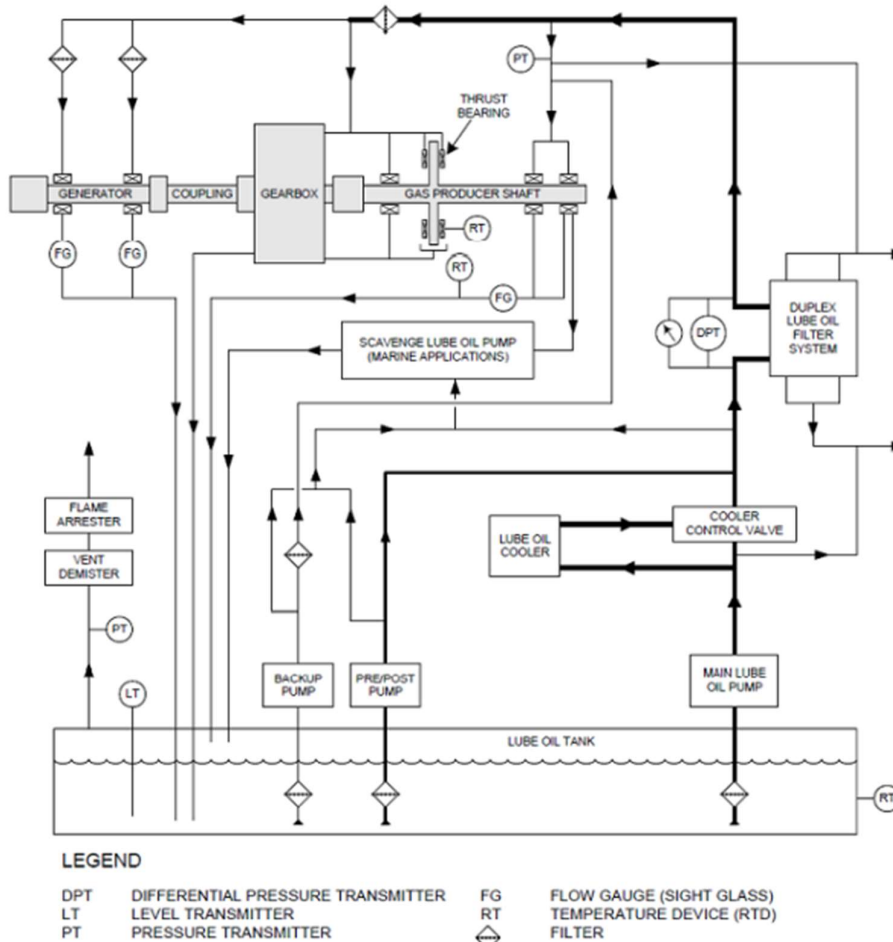 PT
THRUST
BEARING
GENERATOR
COUPLING
GEARBOX
GAS PRODUCER SHAFT
RT
FG
FG
RT
FG
DUPLEX
LUBE OIL
FILTER
SYSTEM
DPT
SCAVENGE LUBE OIL PUMP
(MARINE APPLICATIONS)
FLAME
ARRESTER
VENT
DEMISTER
COOLER
CONTROL VALVE
LUBE OIL
COOLER
PT
LT
BACKUP
PUMP
PRE/POST
PUMP
MAIN LUBE
OIL PUMP
LUBE OIL TANK
RT
LEGEND
DPT DIFFERENTIAL PRESSURE TRANSMITTER FG FLOW GAUGE (SIGHT GLASS)
LT LEVEL TRANSMITTER RT TEMPERATURE DEVICE (RTD)
PT PRESSURE TRANSMITTER FILTER